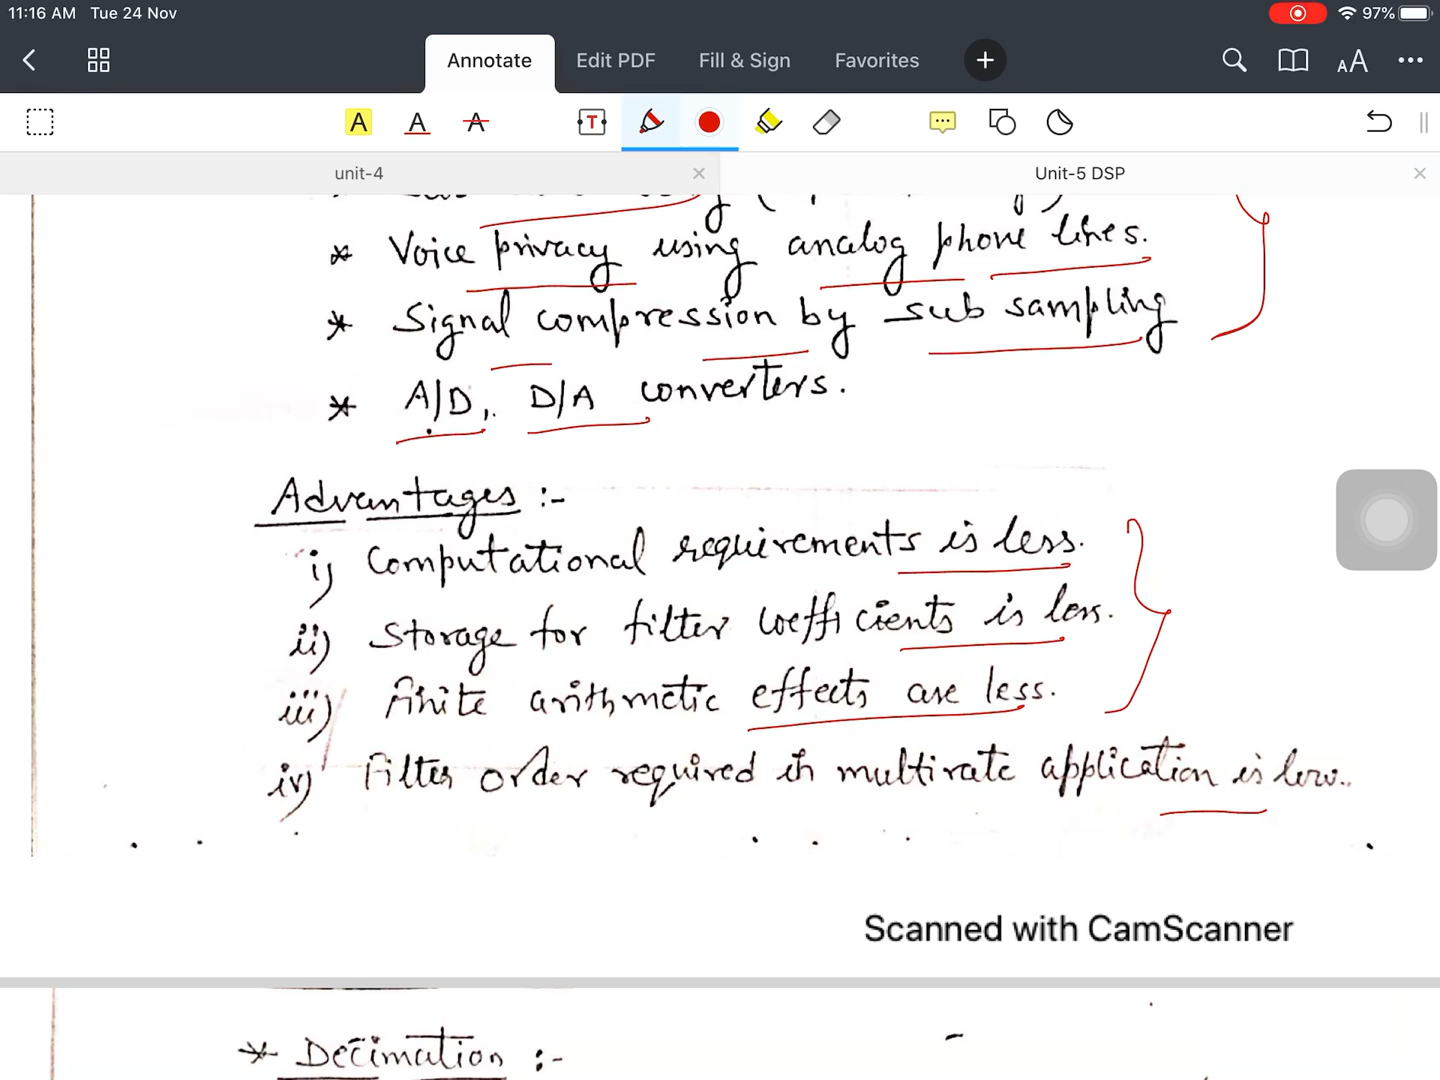 11:16 AM Tue 24 Nov
97%
Annotate Edit PDF Fill & Sign Favorites
A A A T
unit-4 Unit-5 DSP
* Voice privacy using analog phone lines.
* Signal compression by sub sampling
* A/D, D/A converters.
Advantages :-
i) Computational requirements is less.
ii) Storage for filter coefficients is less.
iii) Finite arithmetic effects are less.
iv) Filter order required in multirate application is low..
Scanned with CamScanner
* Decimation :-